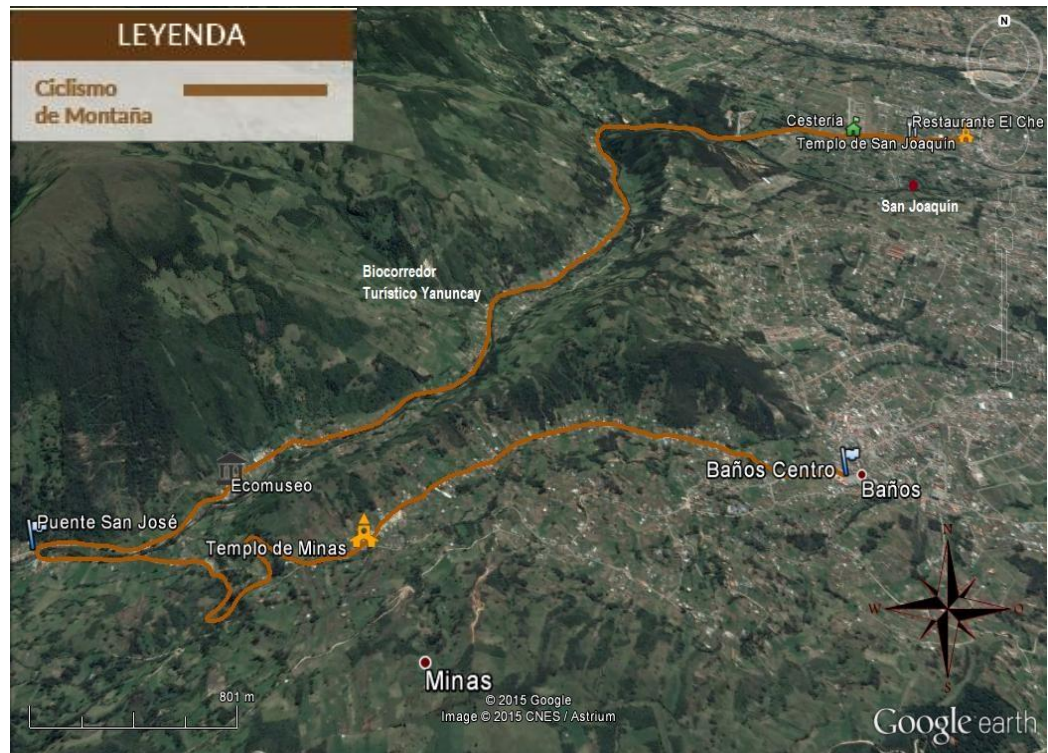 LEYENDA
Ciclismo
de Montaña
N
Cestería
Restaurante El Che
Templo de San Joaquín
San Joaquin
Biocorredor
Turístico Yanuncay
Baños Centro
Baños
Ecomuseo
Puente San José
Templo de Minas
N
W
O
S
Minas
801 m
© 2015 Google
Image © 2015 CNES / Astrium
Google earth